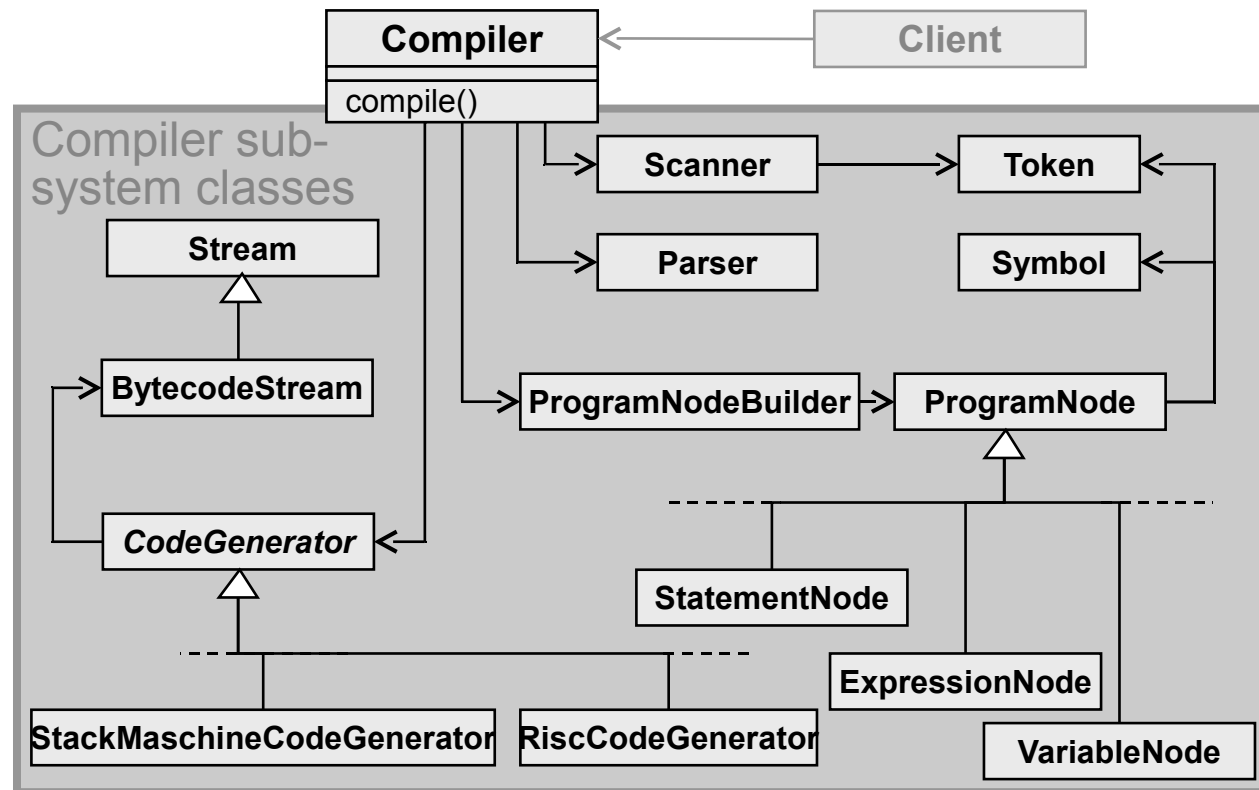 Compiler
Client
compile()
Compiler sub-
system classes
Scanner
Token
Stream
Parser
Symbol
BytecodeStream
ProgramNodeBuilder
ProgramNode
CodeGenerator
StatementNode
ExpressionNode
StackMaschineCodeGenerator
RiscCodeGenerator
VariableNode